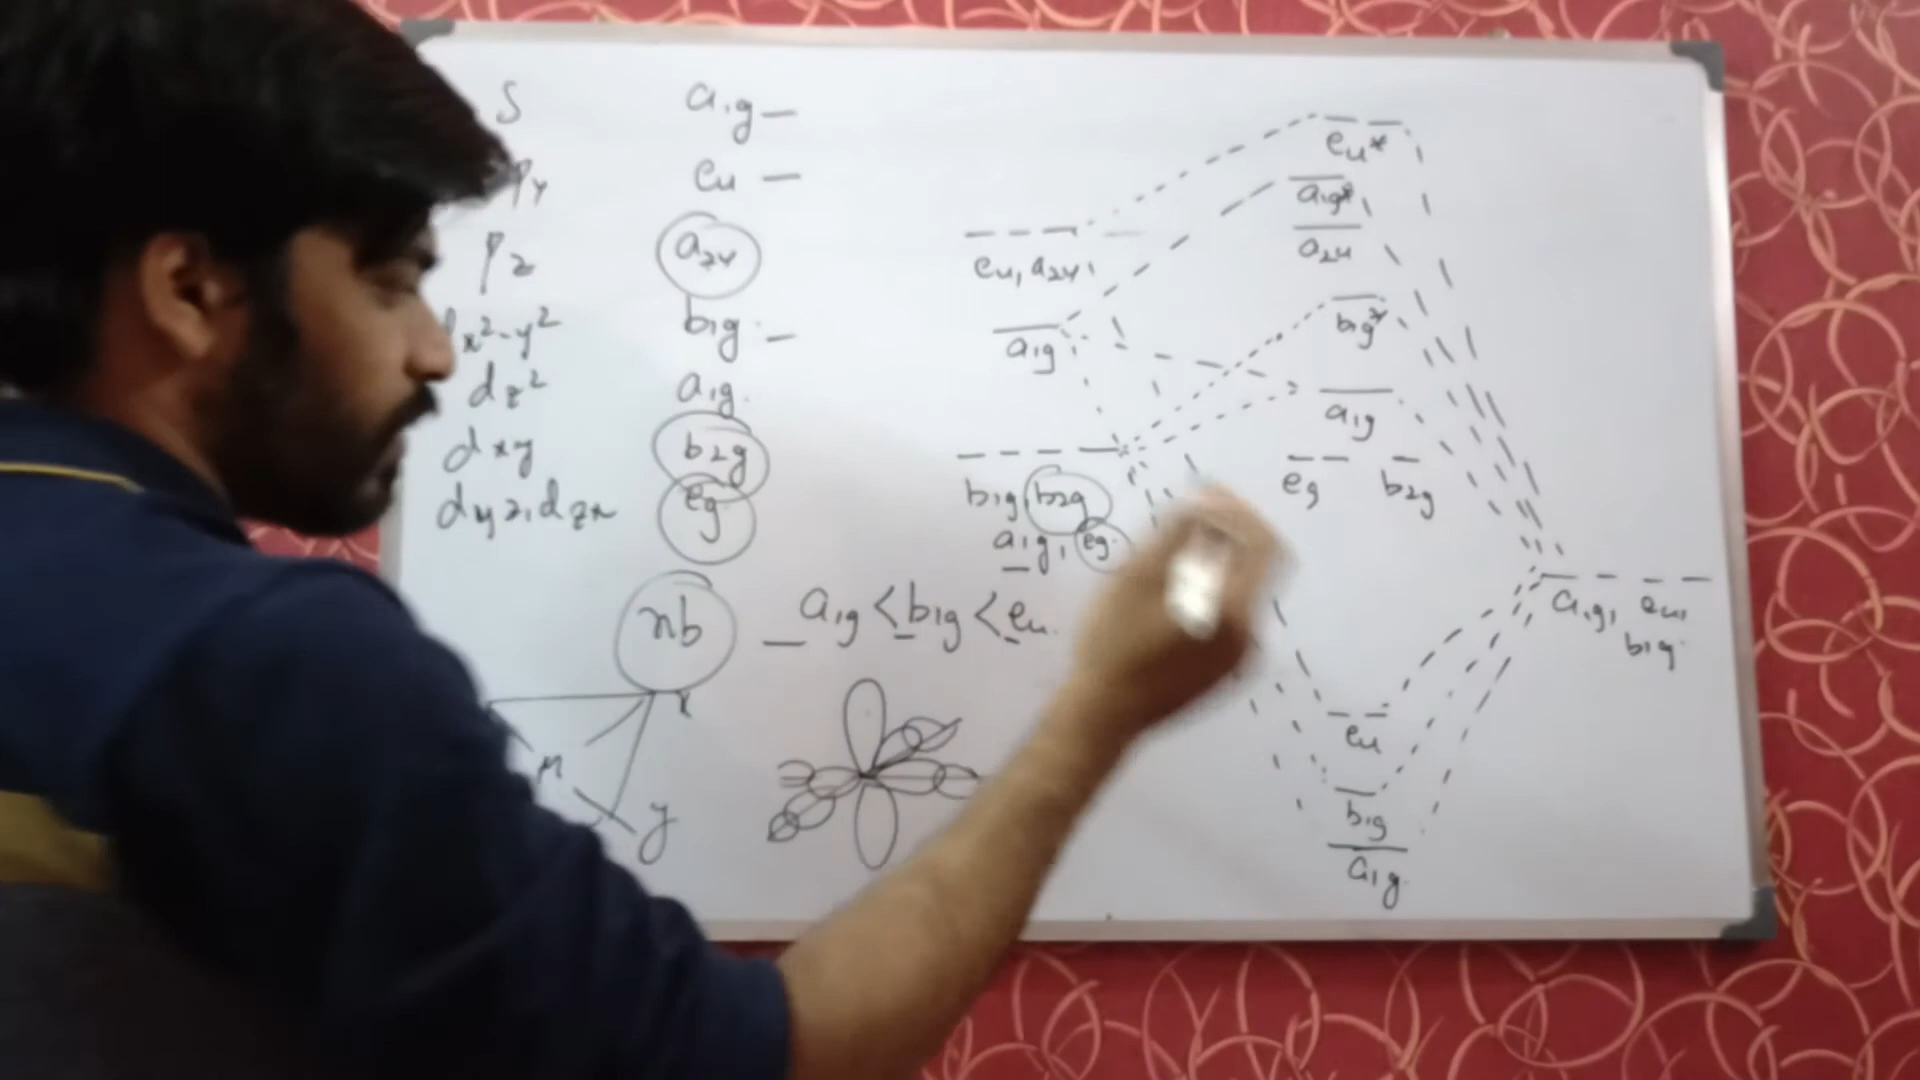 S a1g
py eu
pz a2u
dx²-y² b1g
dz² a1g
dxy b2g
dyz, dzx eg
nb a1g < b1g < eu
x
M
y
eu*
a1g*
a2u
eu, a2u
b1g*
a1g
a1g
eg b2g
b1g, b2g
a1g, eg
a1g, eu,
b1g
eu
b1g
a1g